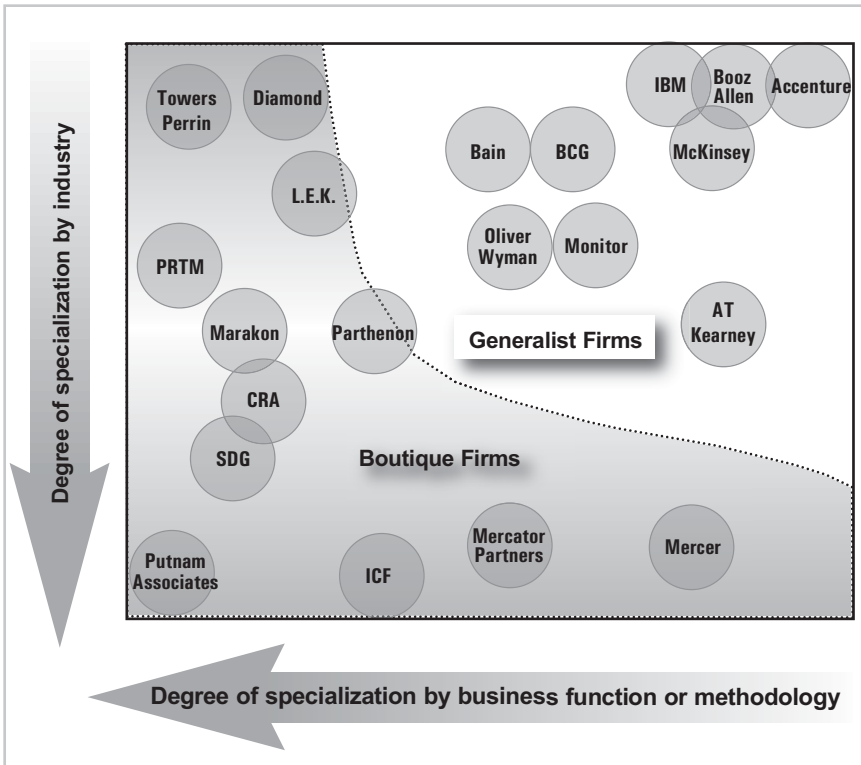 Degree of specialization by industry
Towers
Perrin
Diamond
IBM
Booz
Allen
Accenture
Bain
BCG
McKinsey
L.E.K.
PRTM
Oliver
Wyman
Monitor
Marakon
Parthenon
AT
Kearney
Generalist Firms
CRA
SDG
Boutique Firms
Putnam
Associates
ICF
Mercator
Partners
Mercer
Degree of specialization by business function or methodology